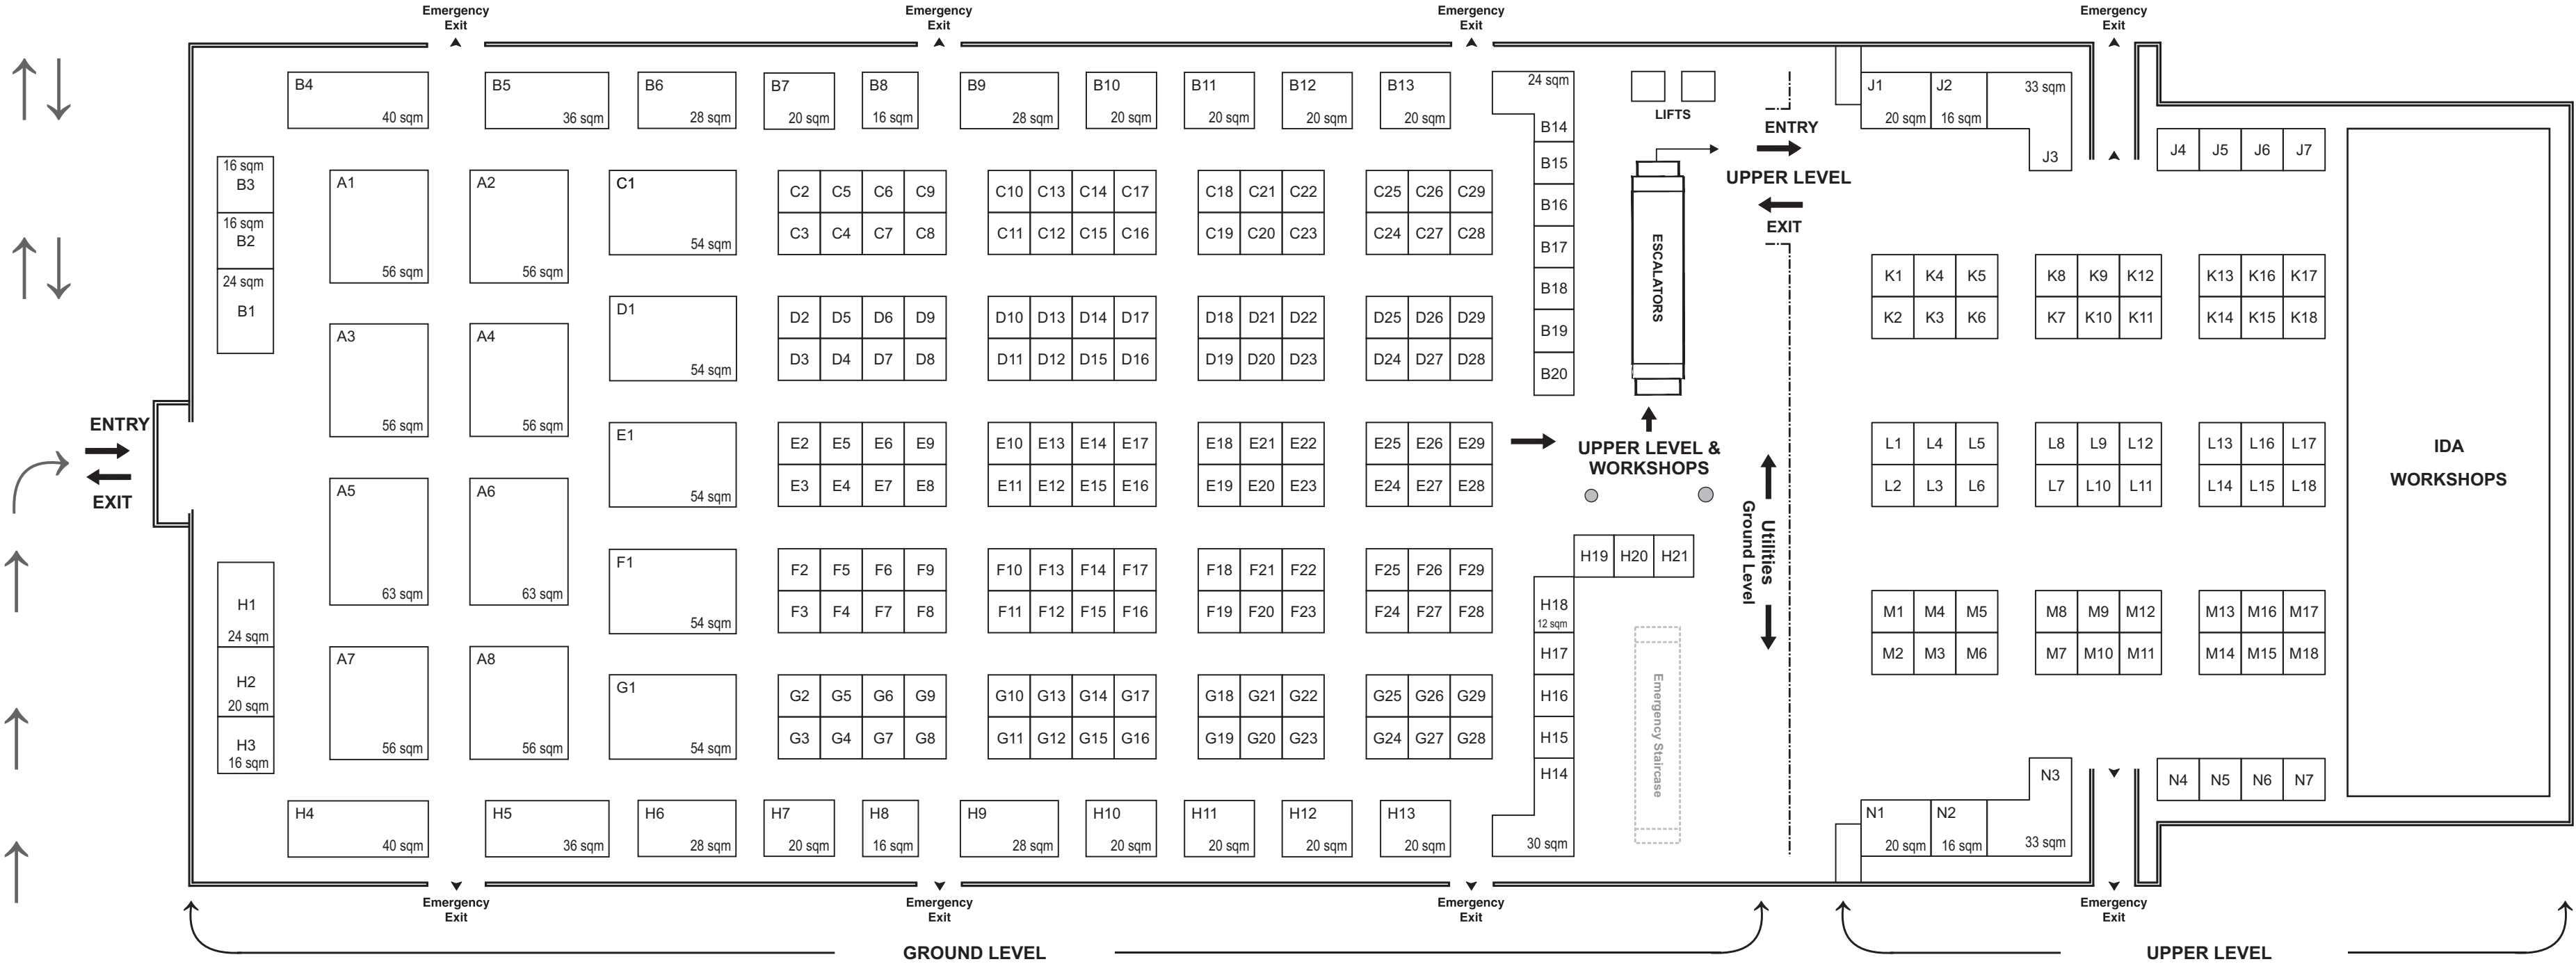 Emergency
Exit
Emergency
Exit
Emergency
Exit
Emergency
Exit
B4
40 sqm
B5
36 sqm
B6
28 sqm
B7
20 sqm
B8
16 sqm
B9
28 sqm
B10
20 sqm
B11
20 sqm
B12
20 sqm
B13
20 sqm
24 sqm
B14
LIFTS
ENTRY
UPPER LEVEL
EXIT
J1
20 sqm
J2
16 sqm
33 sqm
J3
J4 J5 J6 J7
16 sqm
B3
16 sqm
B2
24 sqm
B1
A1
56 sqm
A2
56 sqm
A3
56 sqm
A4
56 sqm
A5
63 sqm
A6
63 sqm
A7
56 sqm
A8
56 sqm
C1
54 sqm
D1
54 sqm
E1
54 sqm
F1
54 sqm
G1
54 sqm
C2 C5 C6 C9 C10 C13 C14 C17 C18 C21 C22 C25 C26 C29
C3 C4 C7 C8 C11 C12 C15 C16 C19 C20 C23 C24 C27 C28
D2 D5 D6 D9 D10 D13 D14 D17 D18 D21 D22 D25 D26 D29
D3 D4 D7 D8 D11 D12 D15 D16 D19 D20 D23 D24 D27 D28
E2 E5 E6 E9 E10 E13 E14 E17 E18 E21 E22 E25 E26 E29
E3 E4 E7 E8 E11 E12 E15 E16 E19 E20 E23 E24 E27 E28
F2 F5 F6 F9 F10 F13 F14 F17 F18 F21 F22 F25 F26 F29
F3 F4 F7 F8 F11 F12 F15 F16 F19 F20 F23 F24 F27 F28
G2 G5 G6 G9 G10 G13 G14 G17 G18 G21 G22 G25 G26 G29
G3 G4 G7 G8 G11 G12 G15 G16 G19 G20 G23 G24 G27 G28
B15
B16
B17
B18
B19
B20
ESCALATORS
UPPER LEVEL &
WORKSHOPS
Utilities
Ground Level
H19 H20 H21
H18
12 sqm
H17
H16
H15
H14
30 sqm
Emergency Staircase
ENTRY
EXIT
H1
24 sqm
H2
20 sqm
H3
16 sqm
H4
40 sqm
H5
36 sqm
H6
28 sqm
H7
20 sqm
H8
16 sqm
H9
28 sqm
H10
20 sqm
H11
20 sqm
H12
20 sqm
H13
20 sqm
K1 K4 K5 K8 K9 K12 K13 K16 K17
K2 K3 K6 K7 K10 K11 K14 K15 K18
L1 L4 L5 L8 L9 L12 L13 L16 L17
L2 L3 L6 L7 L10 L11 L14 L15 L18
M1 M4 M5 M8 M9 M12 M13 M16 M17
M2 M3 M6 M7 M10 M11 M14 M15 M18
IDA
WORKSHOPS
N1
20 sqm
N2
16 sqm
N3
33 sqm
N4 N5 N6 N7
Emergency
Exit
Emergency
Exit
Emergency
Exit
Emergency
Exit
GROUND LEVEL
UPPER LEVEL